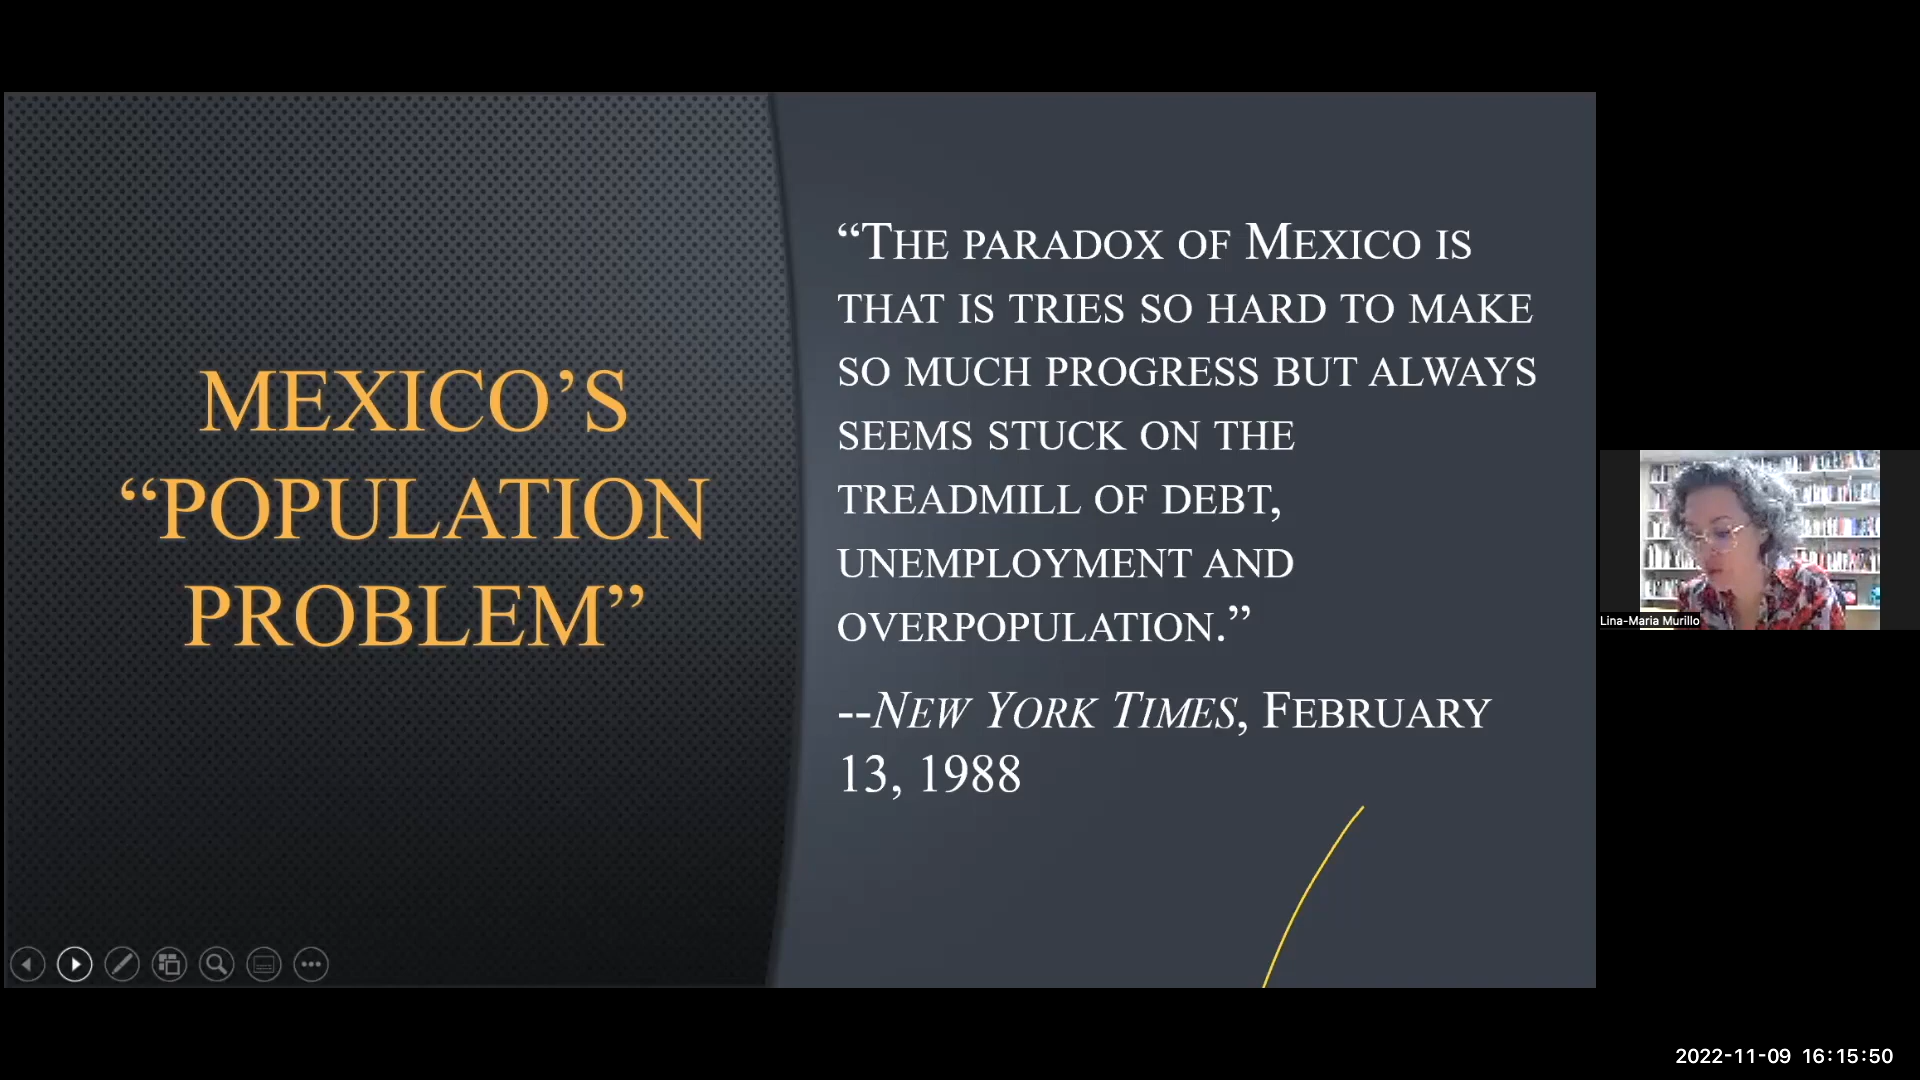 MEXICO’S
“POPULATION
PROBLEM”
“THE PARADOX OF MEXICO IS
THAT IS TRIES SO HARD TO MAKE
SO MUCH PROGRESS BUT ALWAYS
SEEMS STUCK ON THE
TREADMILL OF DEBT,
UNEMPLOYMENT AND
OVERPOPULATION.”
--NEW YORK TIMES, FEBRUARY
13, 1988
Lina-Maria Murillo
2022-11-09 16:15:50